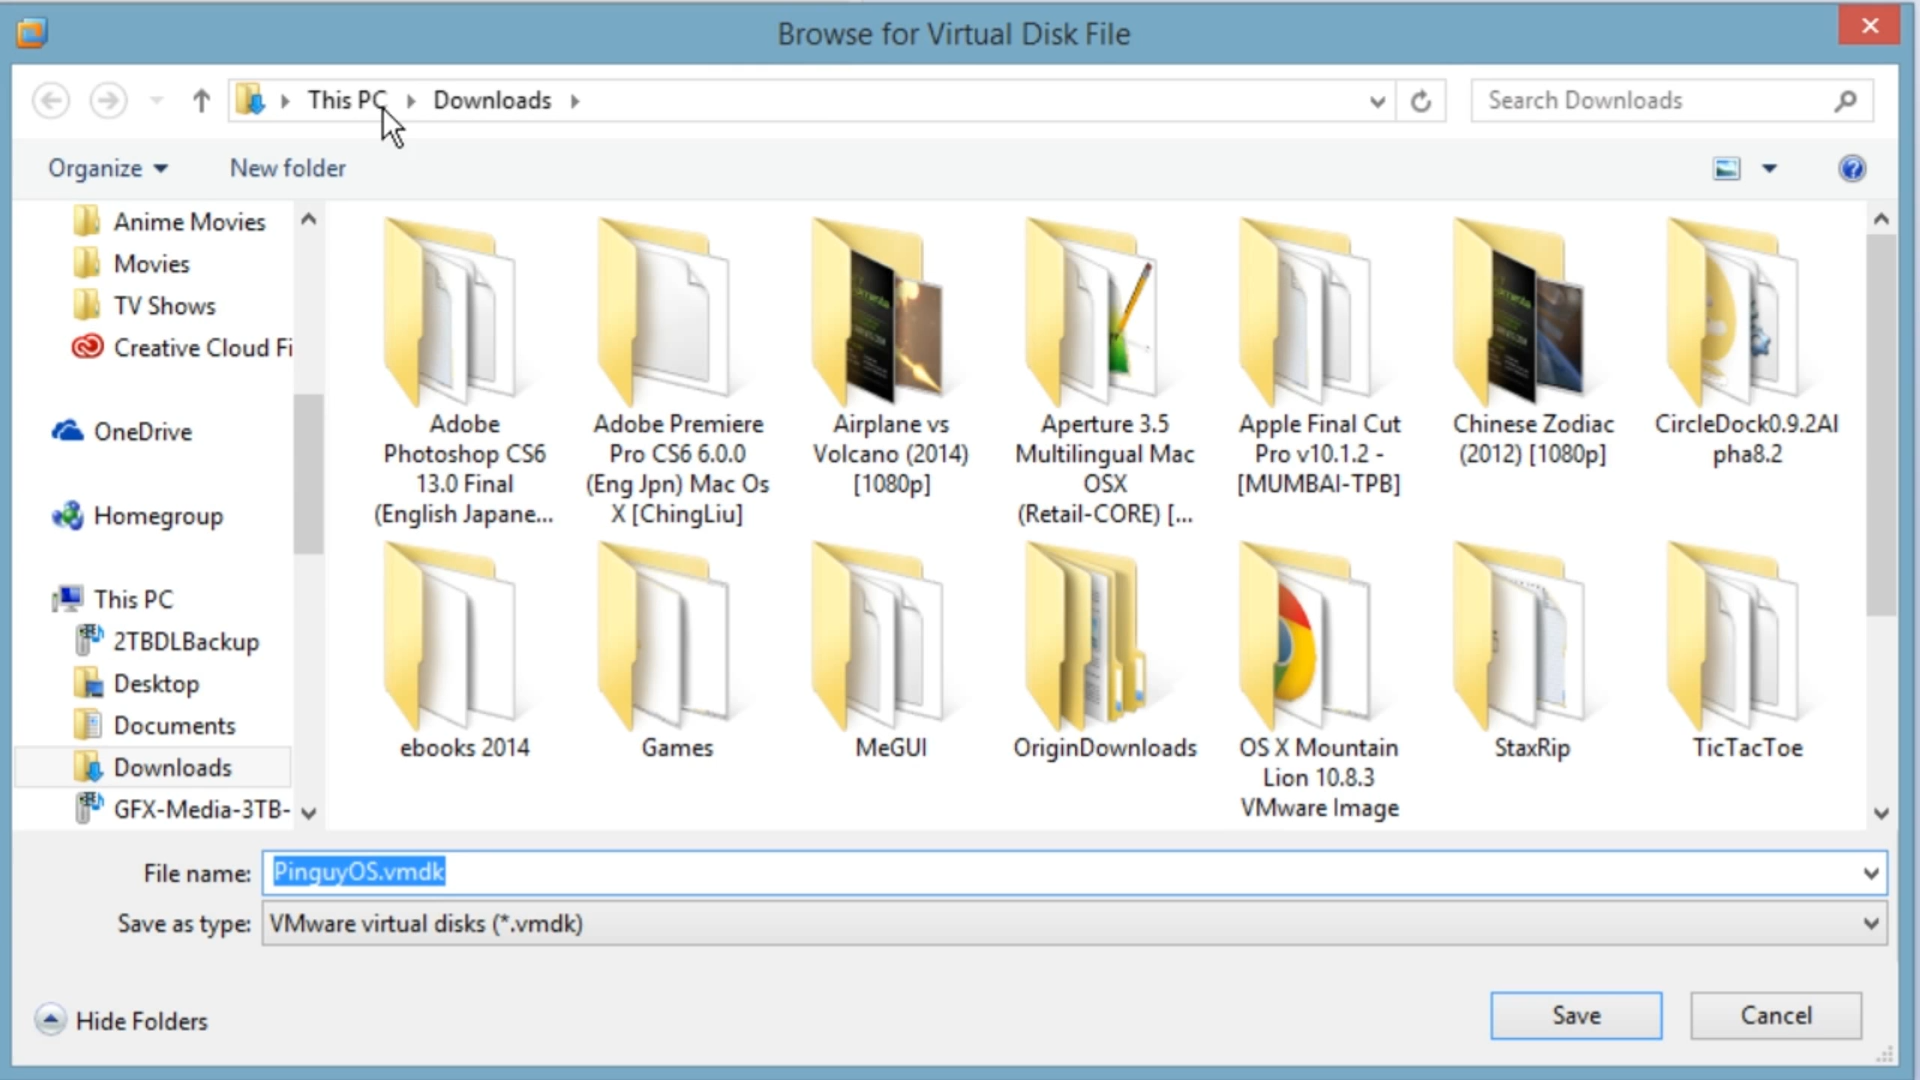 Browse for Virtual Disk File
This PC
Downloads
Search Downloads
Organize
New folder
Anime Movies
Movies
TV Shows
Creative Cloud Fi
OneDrive
Homegroup
This PC
2TBDLBackup
Desktop
Documents
Downloads
GFX-Media-3TB-
Adobe
Photoshop CS6
13.0 Final
(English Japane...
Adobe Premiere
Pro CS6 6.0.0
(Eng Jpn) Mac Os
X [ChingLiu]
Airplane vs
Volcano (2014)
[1080p]
Aperture 3.5
Multilingual Mac
OSX
(Retail-CORE) [...
Apple Final Cut
Pro v10.1.2 -
[MUMBAI-TPB]
Chinese Zodiac
(2012) [1080p]
CircleDock0.9.2Al
pha8.2
ebooks 2014
Games
MeGUI
OriginDownloads
OS X Mountain
Lion 10.8.3
VMware Image
StaxRip
TicTacToe
File name: PinguyOS.vmdk
Save as type: VMware virtual disks (*.vmdk)
Hide Folders
Save
Cancel